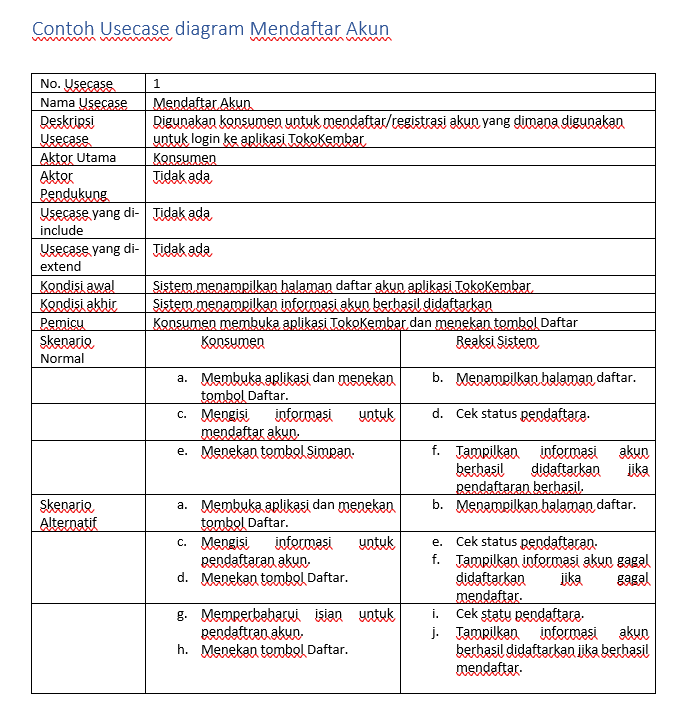 Contoh Usecase diagram Mendaftar Akun
No. Usecase 1
Nama Usecase Mendaftar Akun
Deskripsi Digunakan konsumen untuk mendaftar/registrasi akun yang dimana digunakan
Usecase untuk login ke aplikasi TokoKembar
Aktor Utama Konsumen
Aktor Tidak ada
Pendukung
Usecase yang di- Tidak ada
include
Usecase yang di- Tidak ada
extend
Kondisi awal Sistem menampilkan halaman daftar akun aplikasi TokoKembar
Kondisi akhir Sistem menampilkan informasi akun berhasil didaftarkan
Pemicu Konsumen membuka aplikasi TokoKembar dan menekan tombol Daftar
Skenario Konsumen Reaksi Sistem
Normal
a. Membuka aplikasi dan menekan b. Menampilkan halaman daftar.
tombol Daftar.
c. Mengisi informasi untuk d. Cek status pendaftara.
mendaftar akun.
e. Menekan tombol Simpan. f. Tampilkan informasi akun
berhasil didaftarkan jika
pendaftaran berhasil.
Skenario a. Membuka aplikasi dan menekan b. Menampilkan halaman daftar.
Alternatif tombol Daftar.
c. Mengisi informasi untuk e. Cek status pendaftaran.
pendaftaran akun. f. Tampilkan informasi akun gagal
d. Menekan tombol Daftar. didaftarkan jika gagal
mendaftar.
g. Memperbaharui isian untuk i. Cek statu pendaftara.
pendaftran akun. j. Tampilkan informasi akun
h. Menekan tombol Daftar. berhasil didaftarkan jika berhasil
mendaftar.